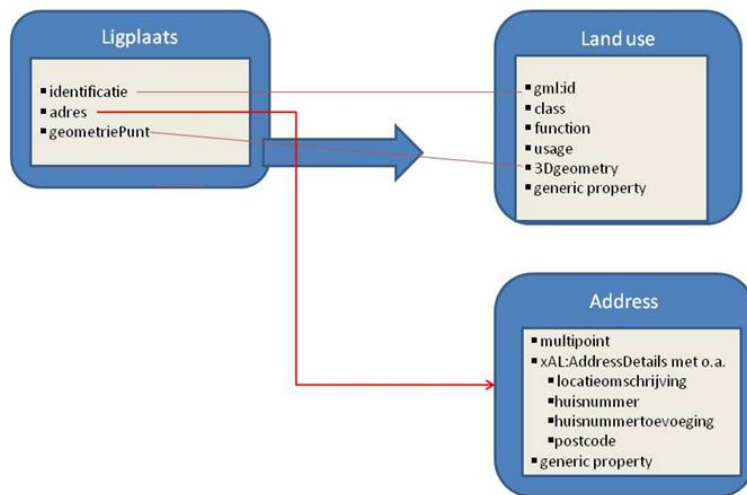 Ligplaats
▪ identificatie
▪ adres
▪ geometriePunt
Land use
▪ gml:id
▪ class
▪ function
▪ usage
▪ 3Dgeometry
▪ generic property
Address
▪ multipoint
▪ xAL:AddressDetails met o.a.
▪ locatieomschrijving
▪ huisnummer
▪ huisnummertoevoeging
▪ postcode
▪ generic property